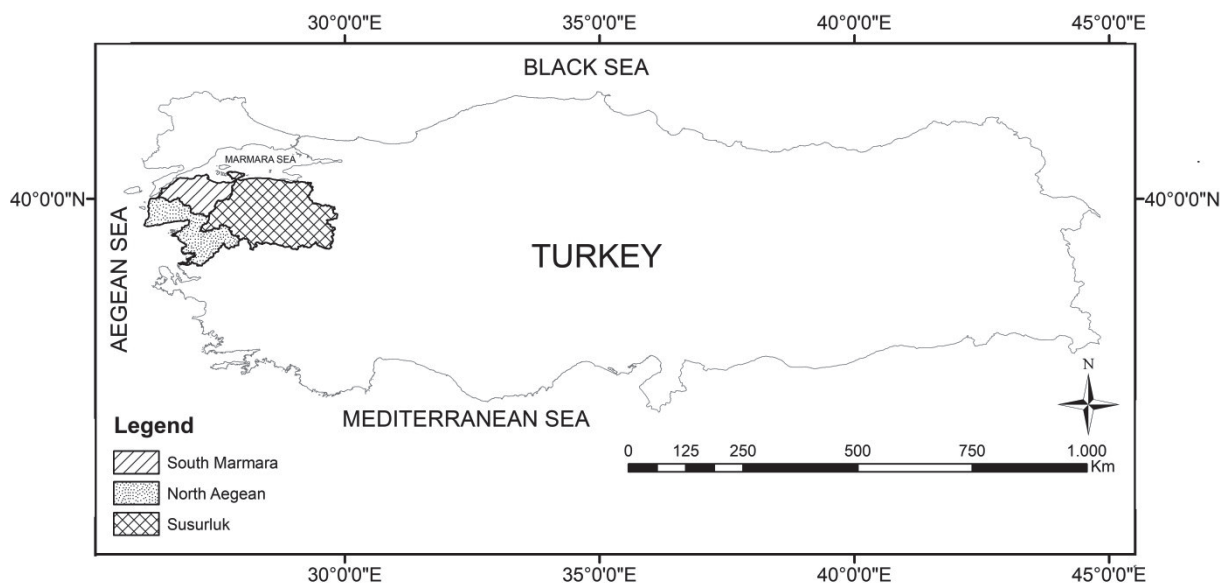 30°0'0"E 35°0'0"E 40°0'0"E 45°0'0"E
BLACK SEA
MARMARA SEA
40°0'0"N 40°0'0"N
AEGEAN SEA
TURKEY
N
MEDITERRANEAN SEA
Legend
South Marmara
North Aegean
Susurluk
0 125 250 500 750 1.000
Km
30°0'0"E 35°0'0"E 40°0'0"E 45°0'0"E